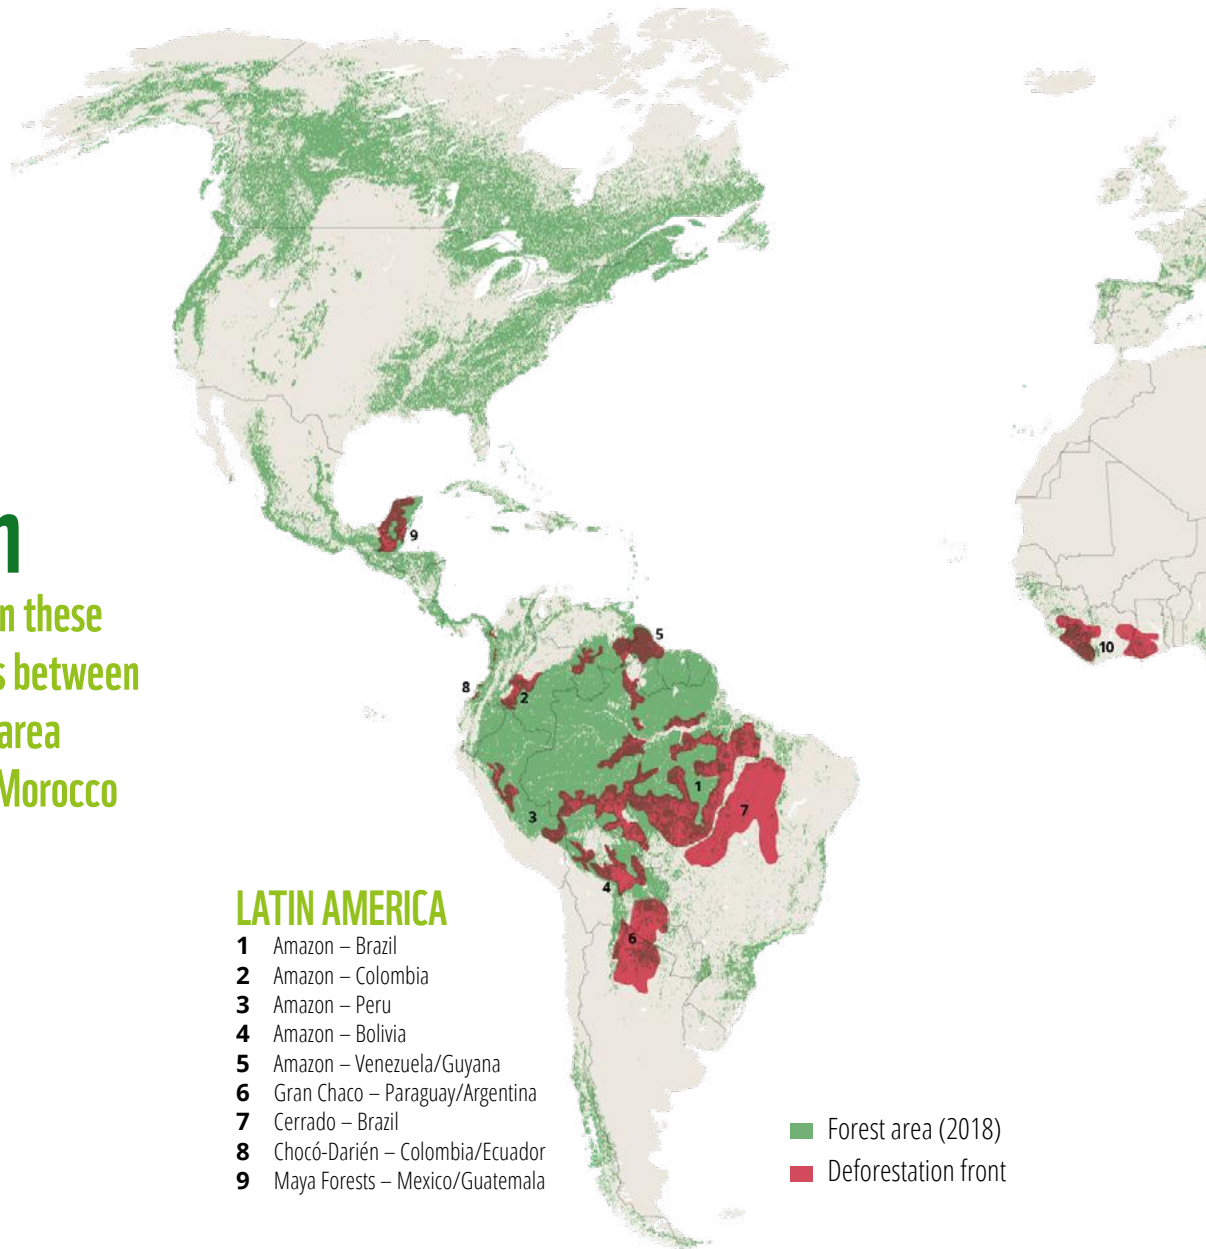 n
n these
s between
area
Morocco
9
5
8
2
10
1
7
3
4
6
LATIN AMERICA
1 Amazon – Brazil
2 Amazon – Colombia
3 Amazon – Peru
4 Amazon – Bolivia
5 Amazon – Venezuela/Guyana
6 Gran Chaco – Paraguay/Argentina
7 Cerrado – Brazil
8 Chocó-Darién – Colombia/Ecuador
9 Maya Forests – Mexico/Guatemala
Forest area (2018)
Deforestation front